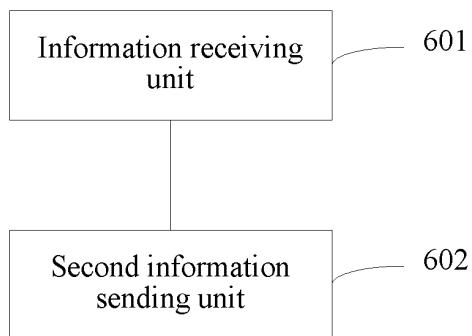 Information receiving
unit
601
Second information
sending unit
602